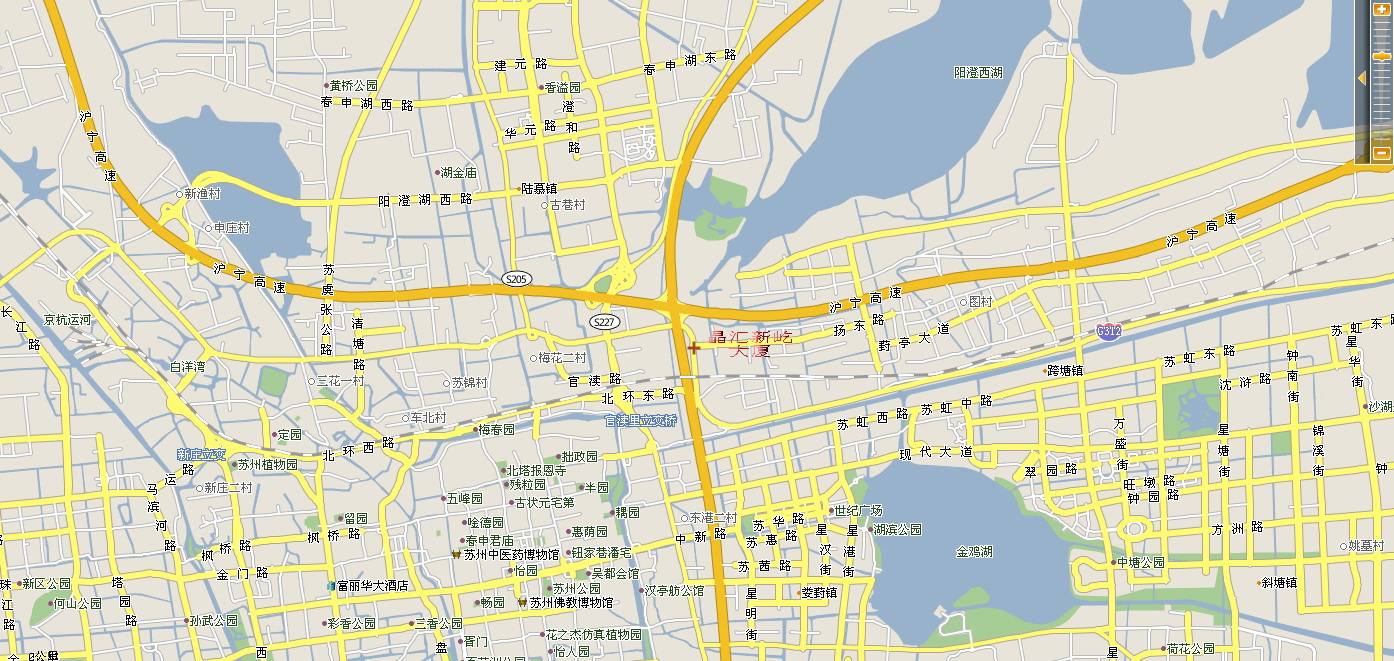 建元路
春申湖东路
阳澄西湖
黄桥公园
香溢园
春申湖西路
澄和路
沪宁高速
华元路
湖金庙
新渔村
阳澄湖西路
陆慕镇
古巷村
申庄村
沪宁高速
沪宁高速
苏虞张公路
S205
沪宁高速
图村
长江路
京杭运河
清塘路
S227
晶汇新屹
大厦
扬东路
葑亭大道
G312
苏虹东路
苏虹东路
星华街
白洋湾
梅花二村
钟南街
三花一村
苏锦村
官渎路
跨塘镇
沈浒路
北环东路
车北村
官渎里立交桥
苏虹西路
苏虹中路
沙湖
梅春园
定园
万盛街
星塘街
锦溪街
北环西路
新庄立交
拙政园
现代大道
苏州植物园
北塔报恩寺
翠园路
钟
残粒园
半园
旺墩路
新庄二村
马运路
五峰园
古状元宅第
钟园路
滨河路
耦园
东港二村
世纪广场
留园
唫德园
苏华路
星汉街
星港街
湖滨公园
方洲路
枫桥路
枫桥路
惠荫园
中新路
苏惠路
春申君庙
姚墓村
苏州中医药博物馆
钮家巷潘宅
金鸡湖
中塘公园
金门路
怡园
吴都会馆
苏茜路
珠江路
新区公园
塔园路
富丽华大酒店
苏州公园
汉亭舫公馆
星明街
娄葑镇
斜塘镇
何山公园
畅园
苏州佛教博物馆
孙武公园
彩香公园
三香公园
胥门
花之杰仿真植物园
怡人园
荷花公园
西
盘
星